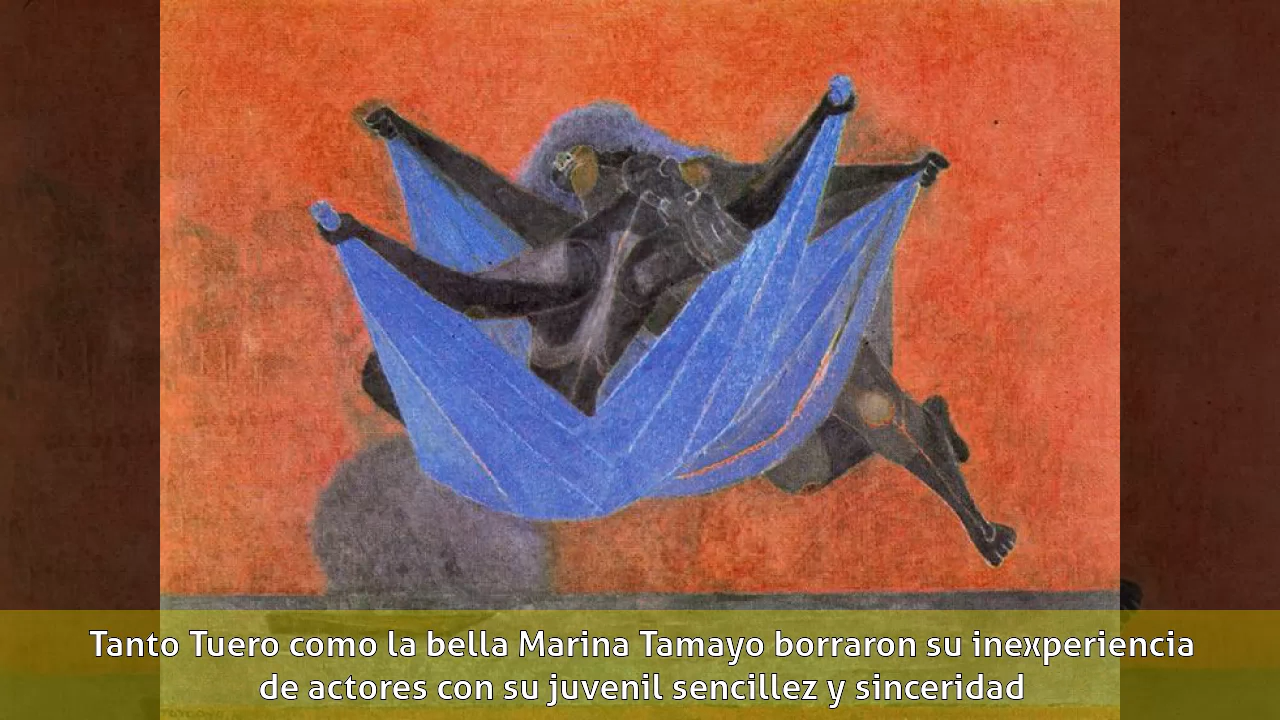 Tanto Tuero como la bella Marina Tamayo borraron su inexperiencia
de actores con su juvenil sencillez y sinceridad